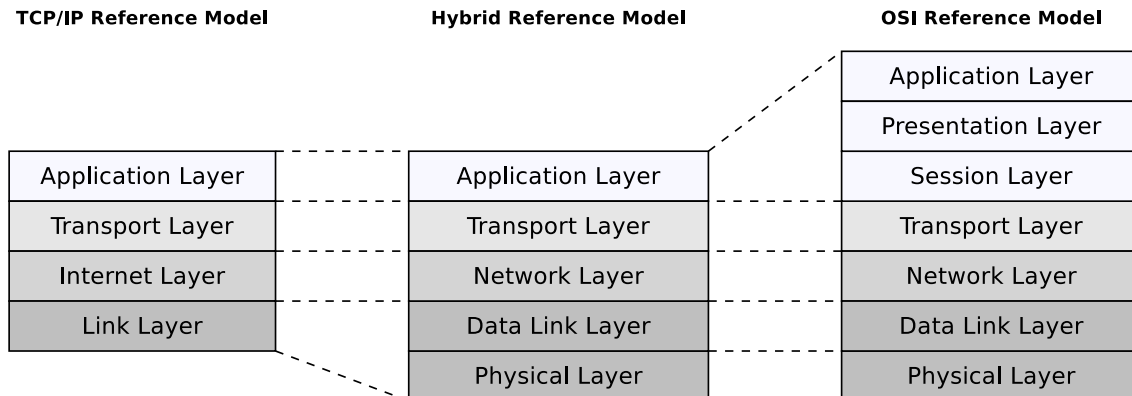 TCP/IP Reference Model
Application Layer
Transport Layer
Internet Layer
Link Layer
Hybrid Reference Model
Application Layer
Transport Layer
Network Layer
Data Link Layer
Physical Layer
OSI Reference Model
Application Layer
Presentation Layer
Session Layer
Transport Layer
Network Layer
Data Link Layer
Physical Layer